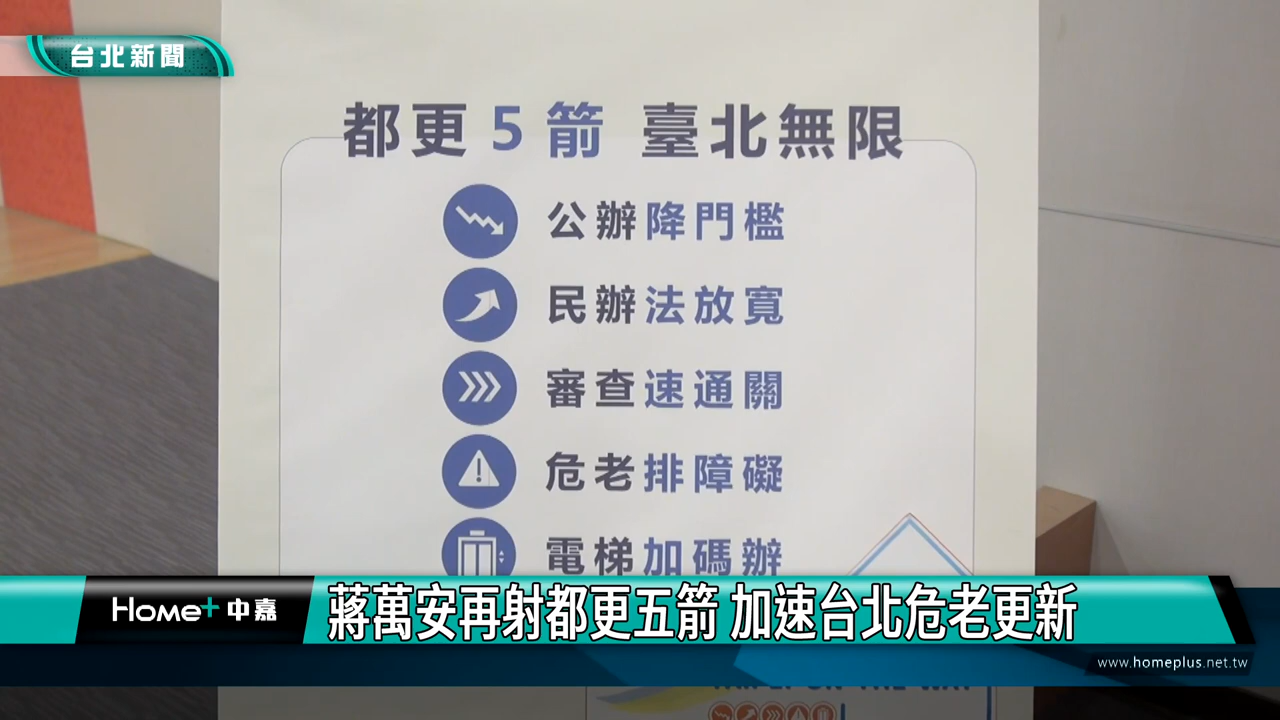 台北新聞
都更5箭 臺北無限
公辦降門檻
民辦法放寬
審查速通關
危老排障礙
電梯加碼辦
Home+中嘉
蔣萬安再射都更五箭 加速台北危老更新
www.homeplus.net.tw